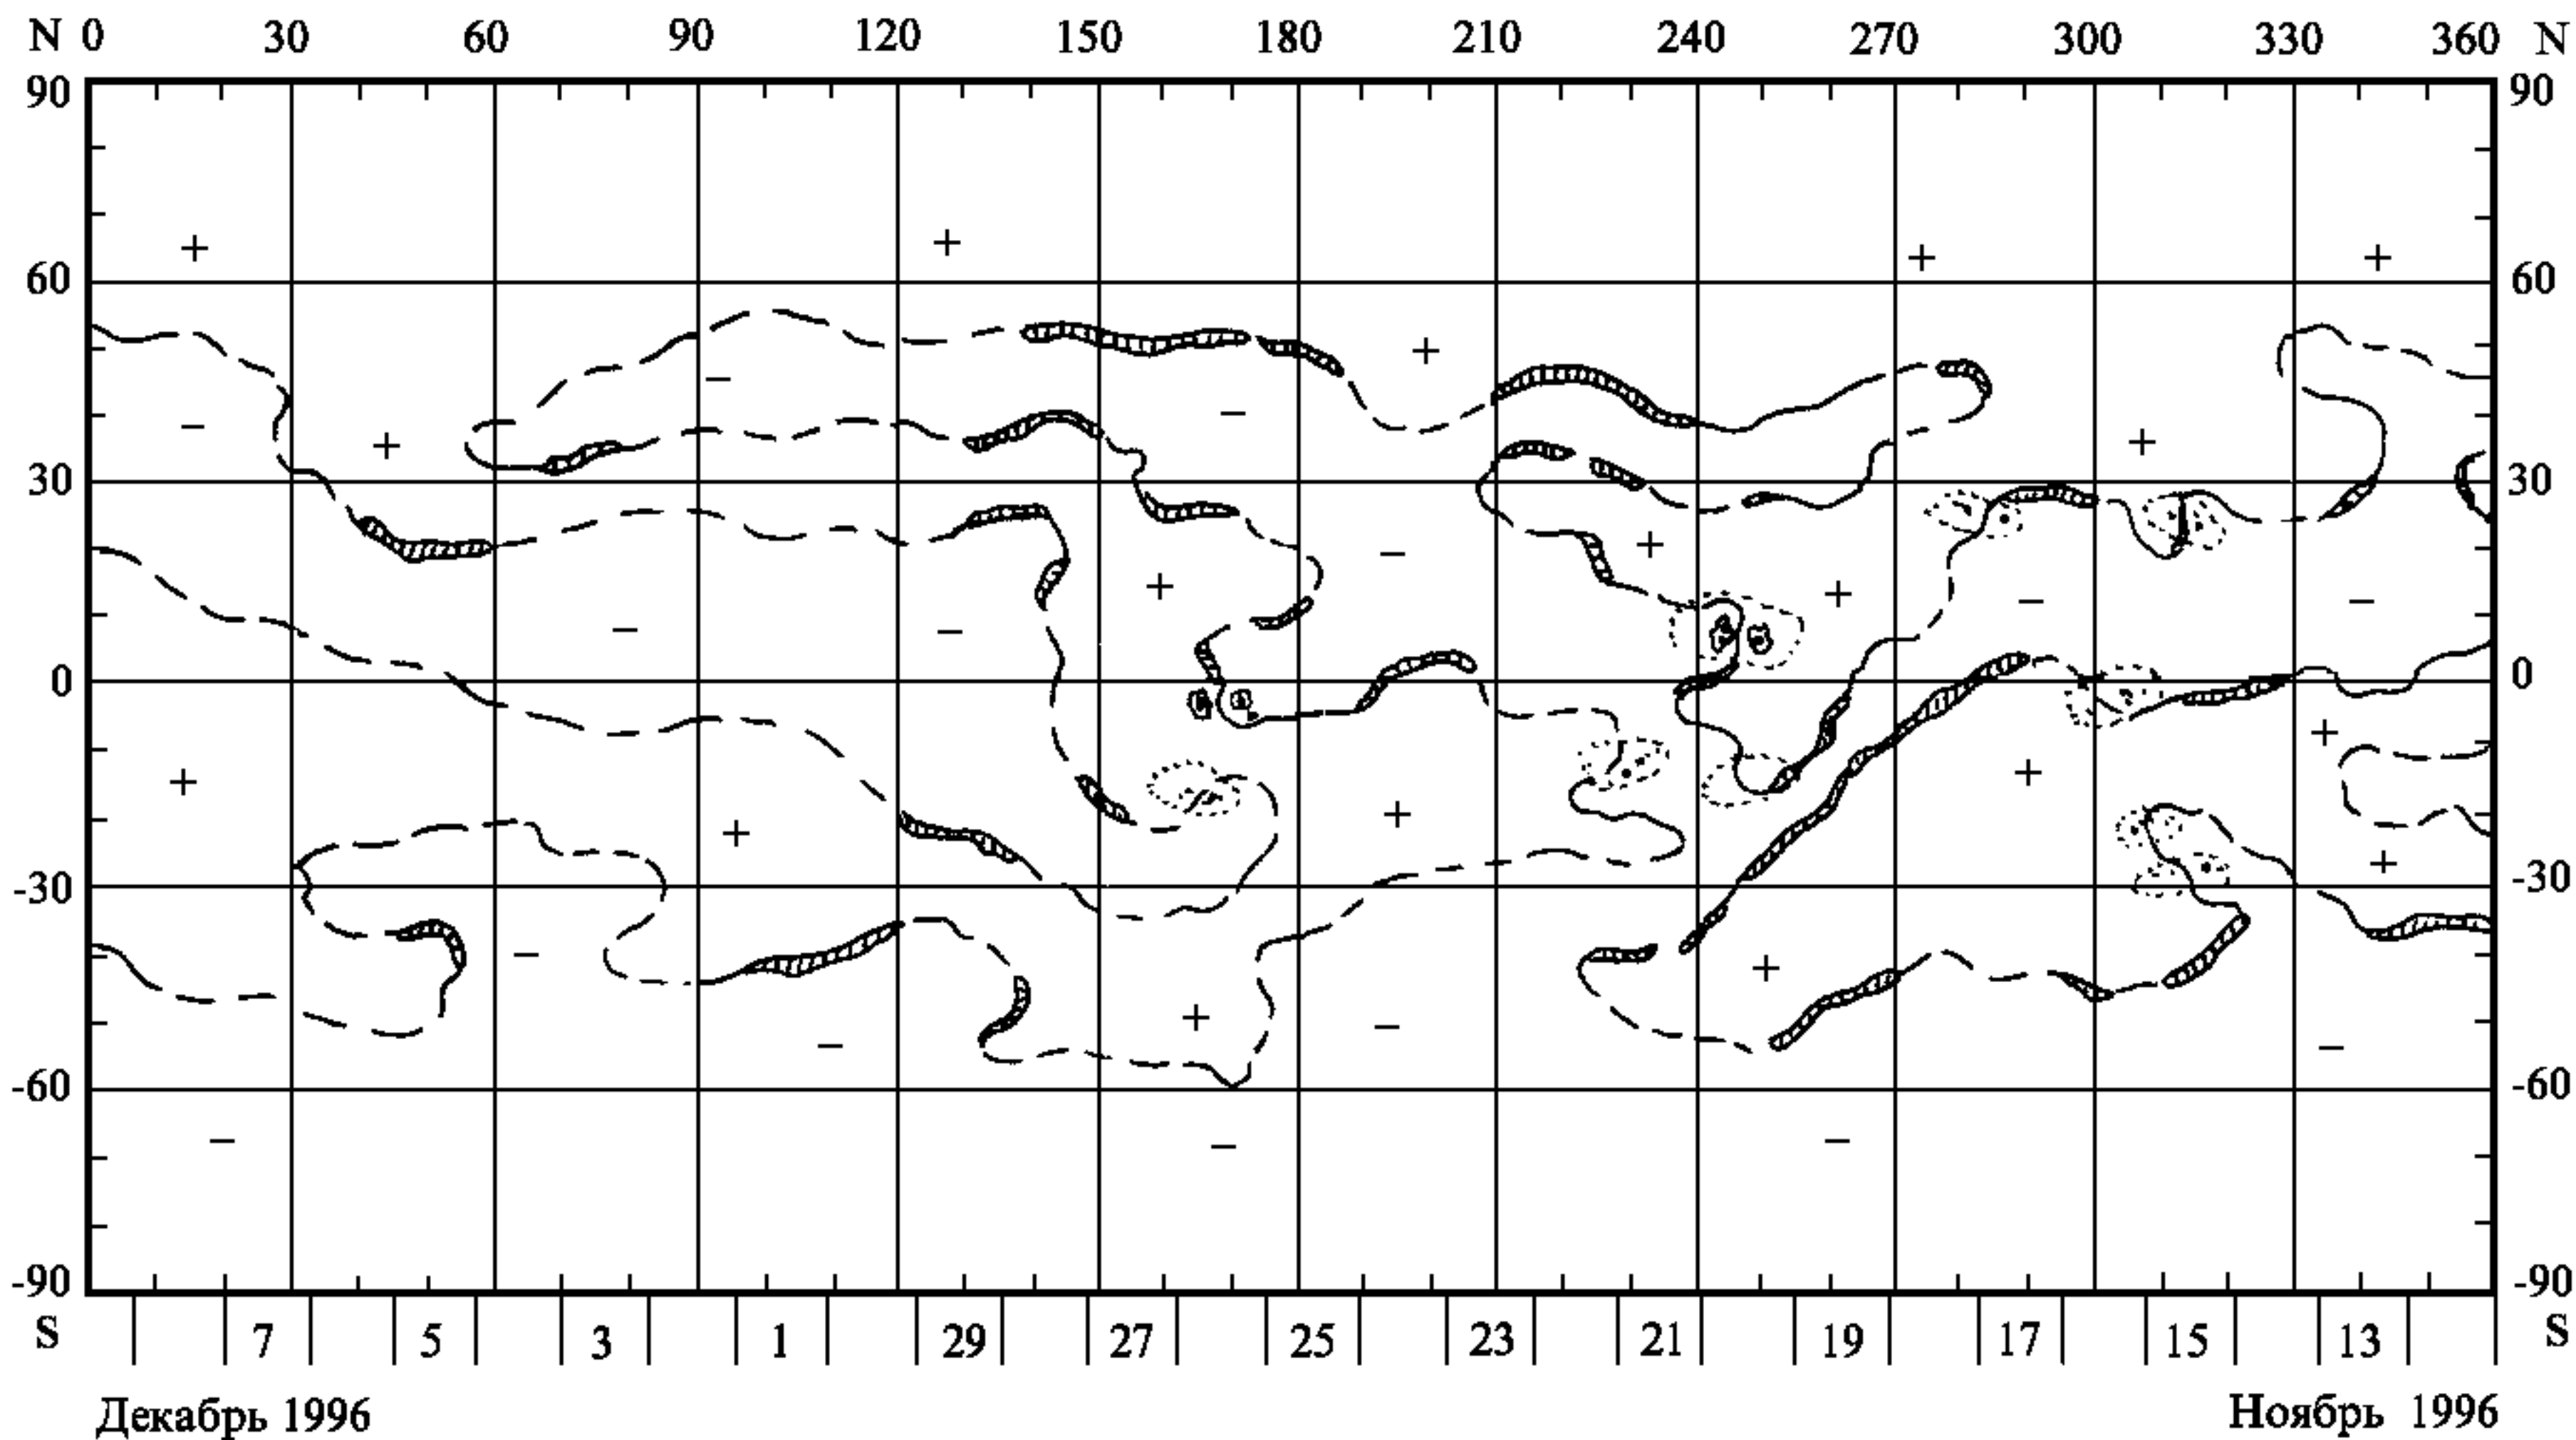 N 0 30 60 90 120 150 180 210 240 270 300 330 360 N
90 90
+ + + +
60 60
+
−
− + − +
30 30
− + + −
+ − −
− −
0 0
+
+ +
+ +
+
-30 -30
− +
+ −
− −
-60 -60
− − −
-90 -90
S 7 5 3 1 29 27 25 23 21 19 17 15 13 S
Декабрь 1996 Ноябрь 1996